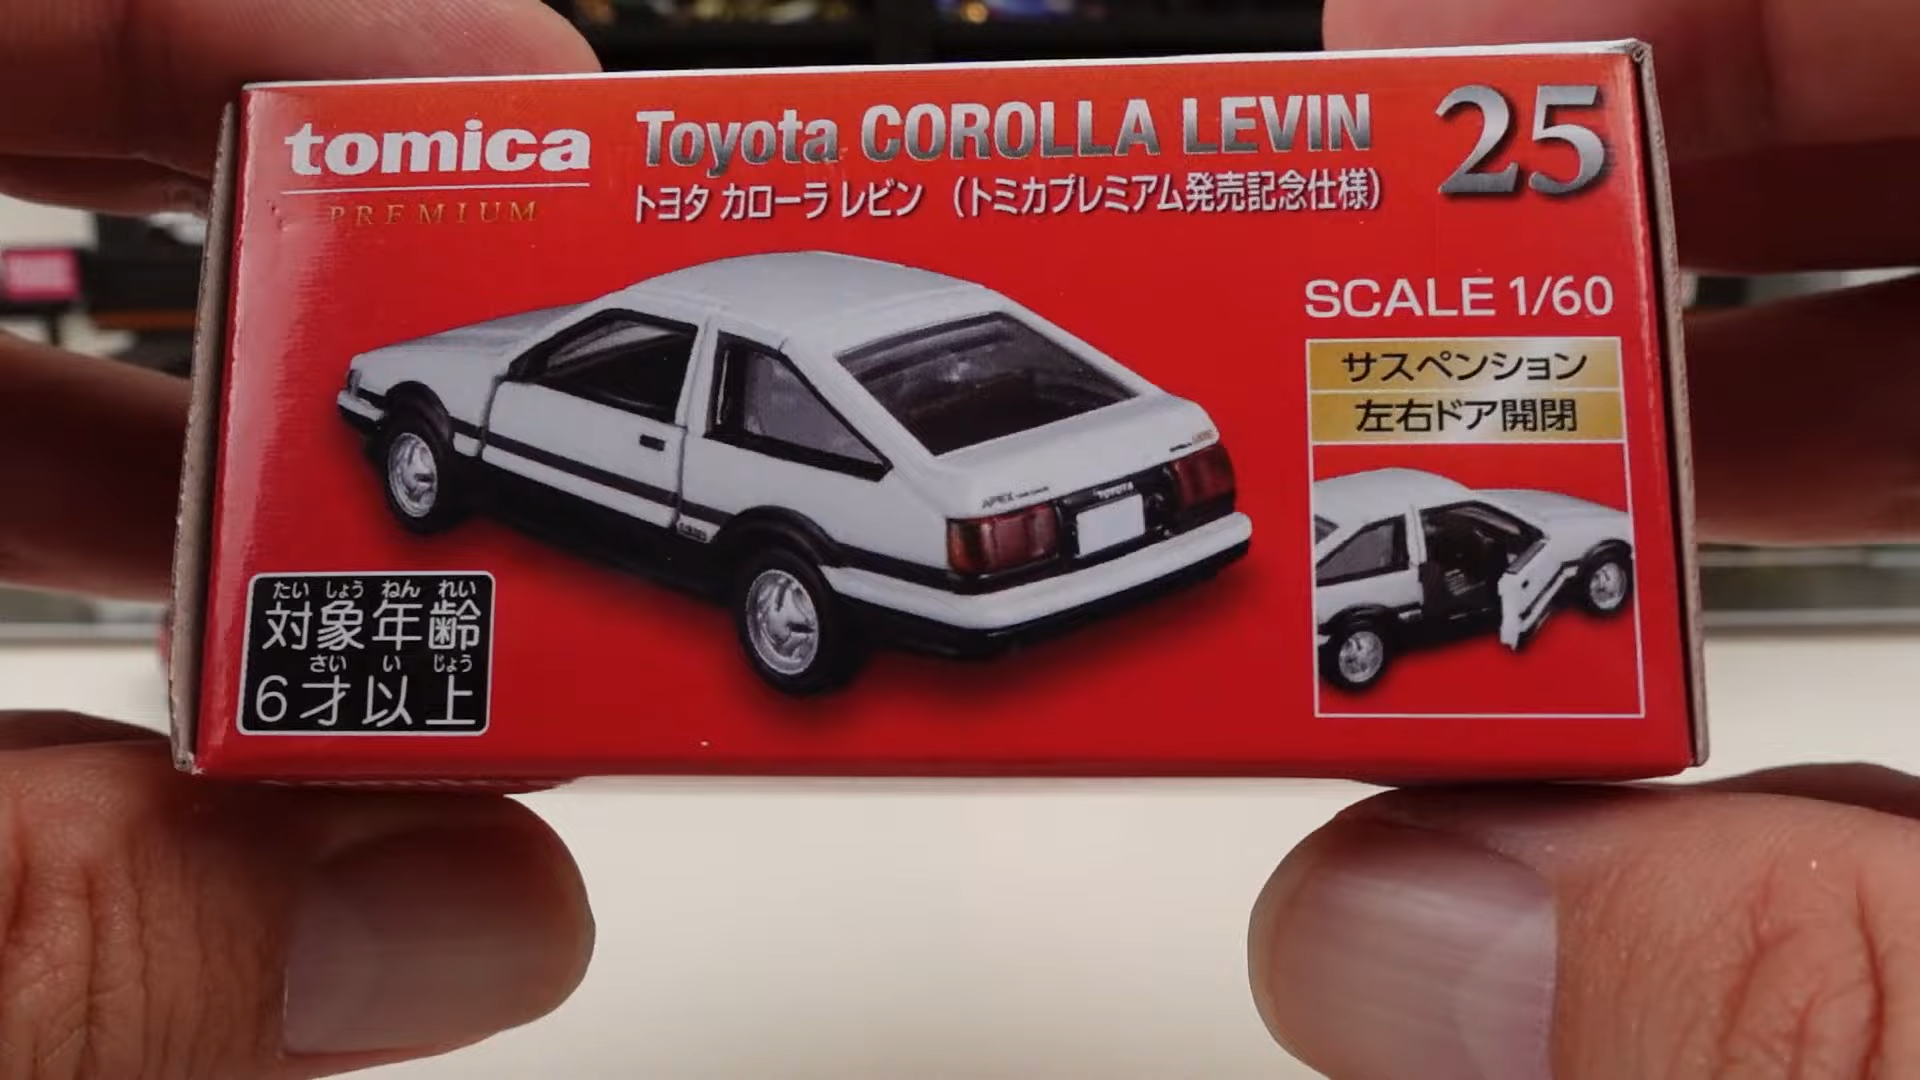 tomica
PREMIUM
Toyota COROLLA LEVIN
トヨタ カローラ レビン (トミカプレミアム発売記念仕様)
25
SCALE 1/60
サスペンション
左右ドア開閉
APEX
TOYOTA
たい しょう ねん れい
対象年齢
さい い じょう
6才以上